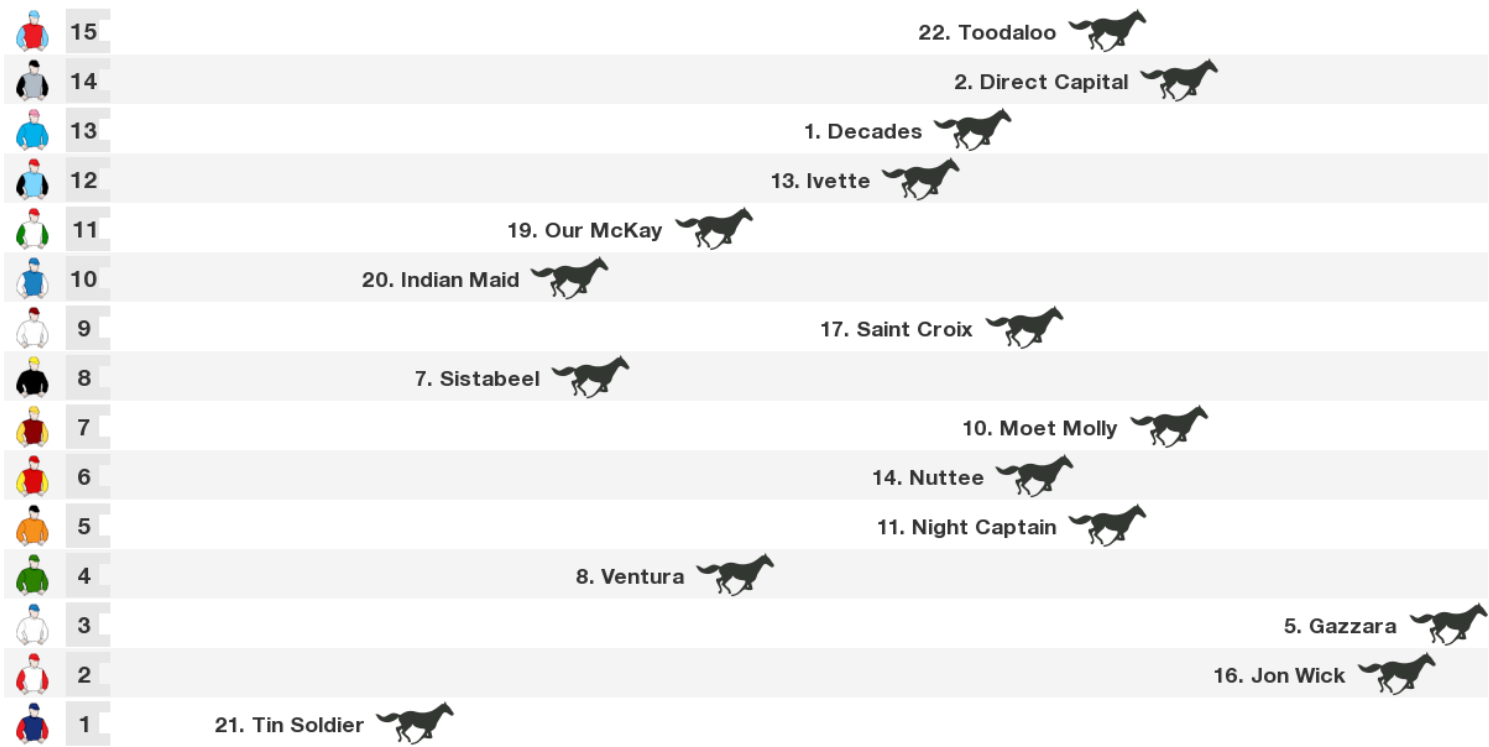 15 22. Toodaloo
14 2. Direct Capital
13 1. Decades
12 13. Ivette
11 19. Our McKay
10 20. Indian Maid
9 17. Saint Croix
8 7. Sistabeel
7 10. Moet Molly
6 14. Nuttee
5 11. Night Captain
4 8. Ventura
3 5. Gazzara
2 16. Jon Wick
1 21. Tin Soldier